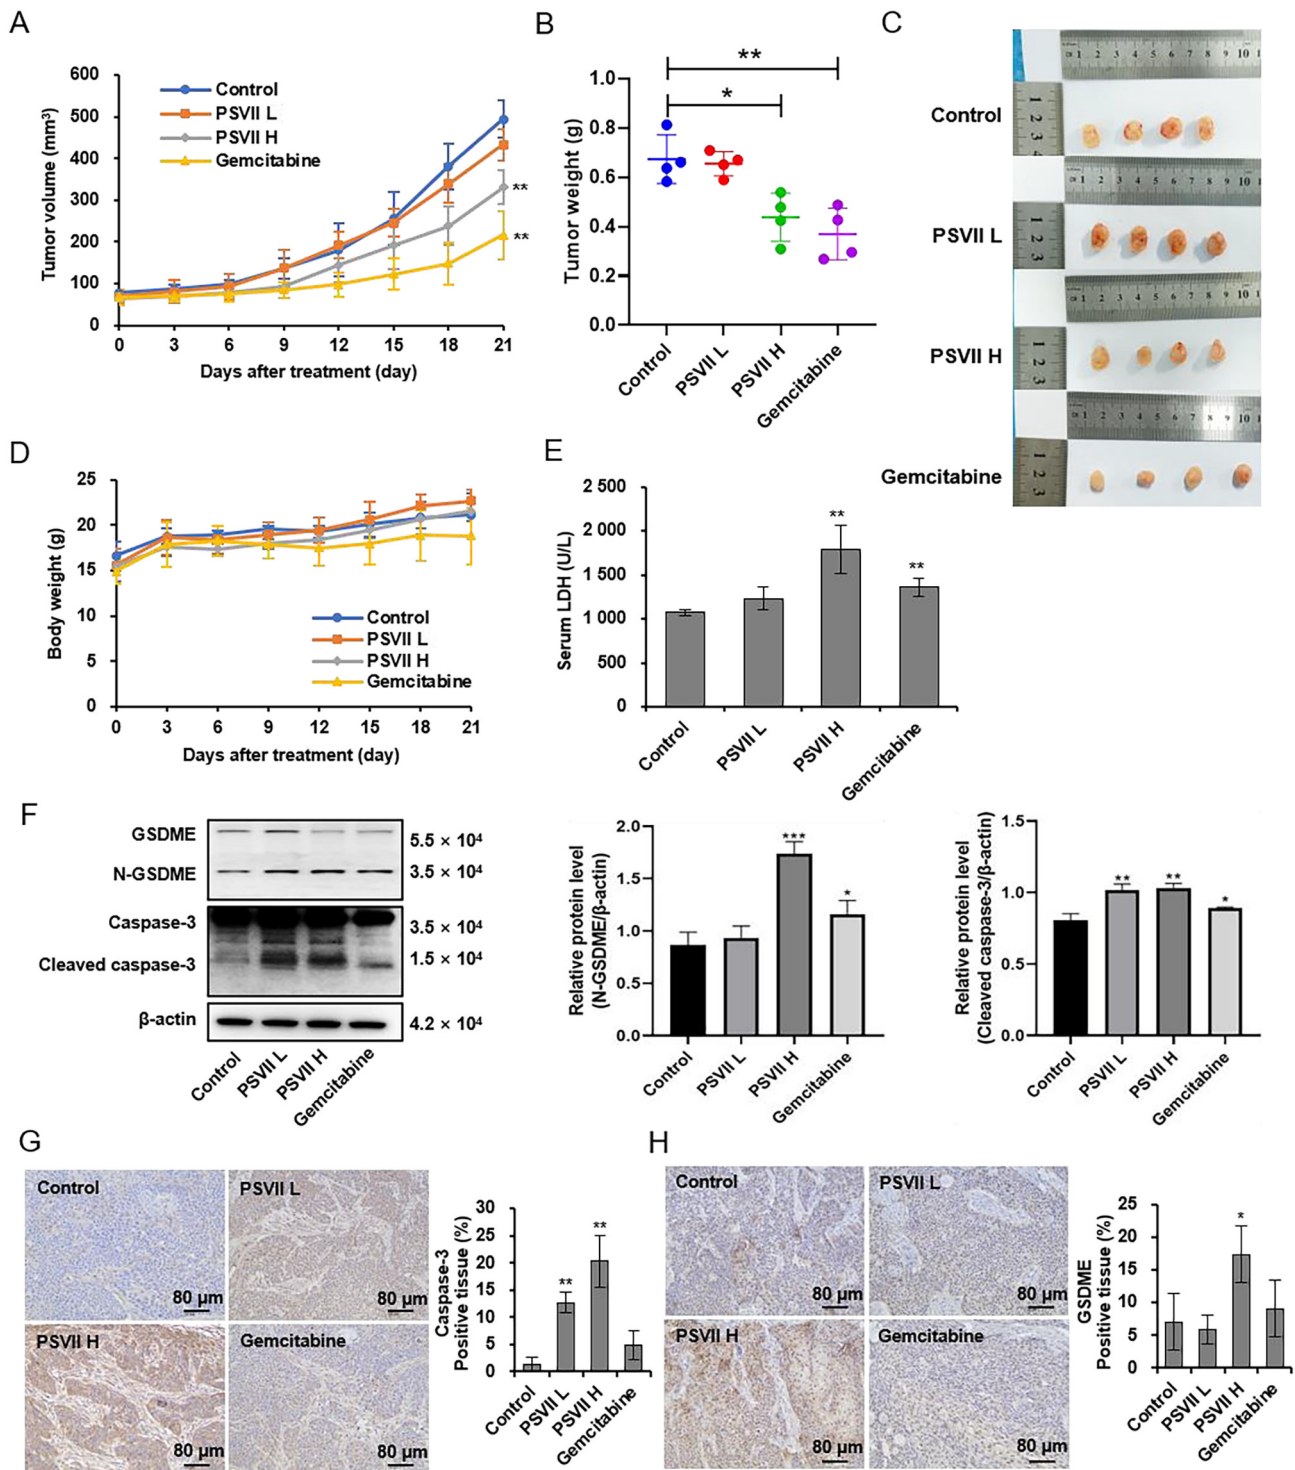 A
Tumor volume (mm³)
600
500
400
300
200
100
0
Control
PSVII L
PSVII H
Gemcitabine
**
**
0 3 6 9 12 15 18 21
Days after treatment (day)
B
Tumor weight (g)
1.0
0.8
0.6
0.4
0.2
0.0
**
*
Control
PSVII L
PSVII H
Gemcitabine
C
Control
PSVII L
PSVII H
Gemcitabine
D
Body weight (g)
25
20
15
10
5
0
Control
PSVII L
PSVII H
Gemcitabine
0 3 6 9 12 15 18 21
Days after treatment (day)
E
Serum LDH (U/L)
2 500
2 000
1 500
1 000
500
0
**
**
Control
PSVII L
PSVII H
Gemcitabine
F
GSDME
5.5 × 10⁴
N-GSDME
3.5 × 10⁴
Caspase-3
3.5 × 10⁴
Cleaved caspase-3
1.5 × 10⁴
β-actin
4.2 × 10⁴
Control
PSVII L
PSVII H
Gemcitabine
Relative protein level
(N-GSDME/β-actin)
2.0
1.5
1.0
0.5
0.0
***
*
Control
PSVII L
PSVII H
Gemcitabine
Relative protein level
(Cleaved caspase-3/β-actin)
1.5
1.0
0.5
0.0
**
**
*
Control
PSVII L
PSVII H
Gemcitabine
G
Control
80 µm
PSVII L
80 µm
PSVII H
80 µm
Gemcitabine
80 µm
Caspase-3
Positive tissue (%)
30
25
20
15
10
5
0
**
**
Control
PSVII L
PSVII H
Gemcitabine
H
Control
80 µm
PSVII L
80 µm
PSVII H
80 µm
Gemcitabine
80 µm
GSDME
Positive tissue (%)
25
20
15
10
5
0
*
Control
PSVII L
PSVII H
Gemcitabine